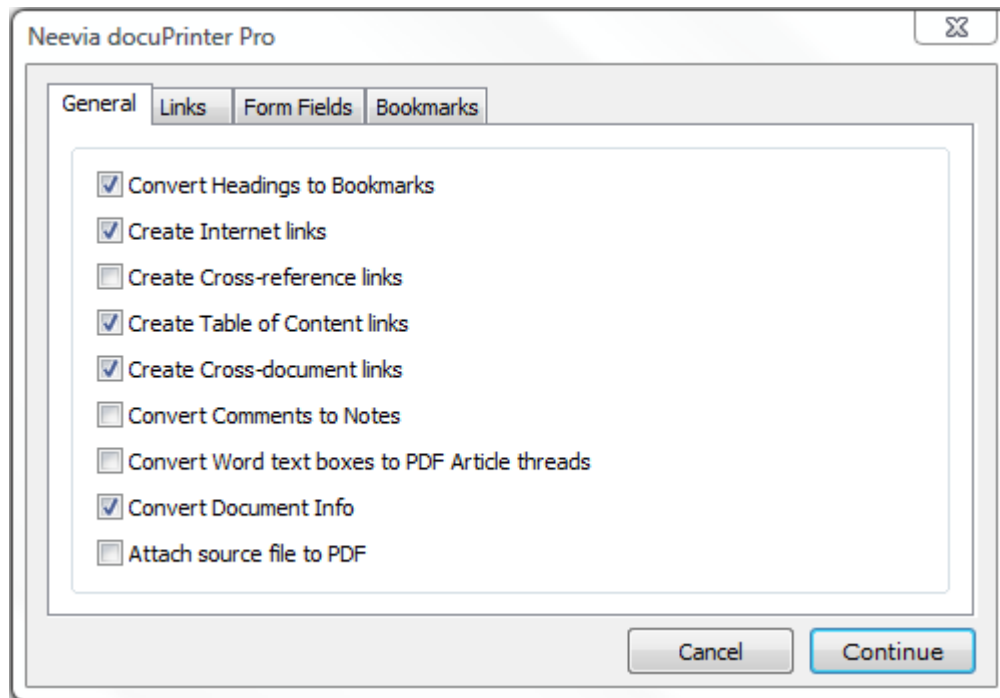 Neevia docuPrinter Pro
General Links Form Fields Bookmarks
Convert Headings to Bookmarks
Create Internet links
Create Cross-reference links
Create Table of Content links
Create Cross-document links
Convert Comments to Notes
Convert Word text boxes to PDF Article threads
Convert Document Info
Attach source file to PDF
Cancel Continue